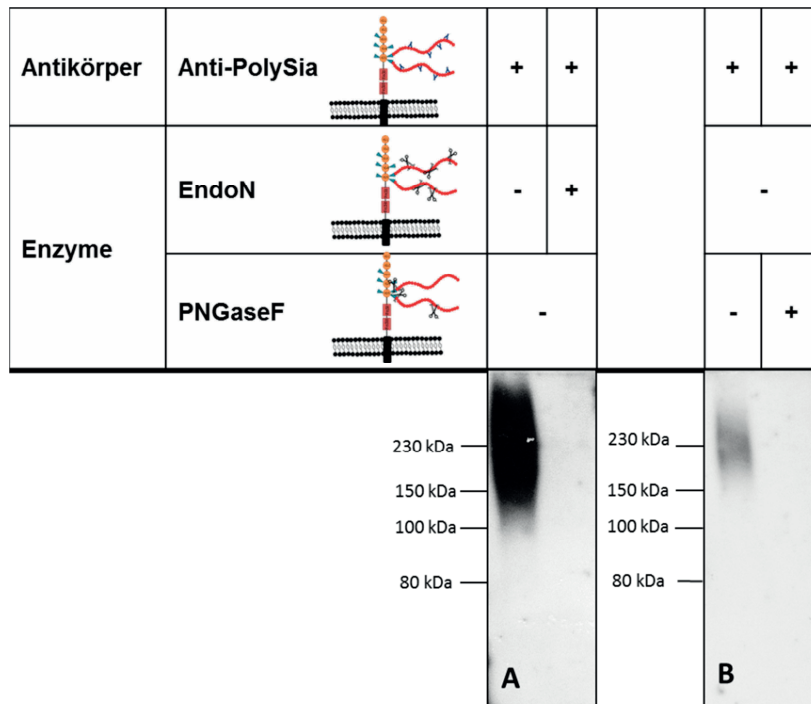 Antikörper Anti-PolySia + + + +
EndoN - + -
Enzyme
PNGaseF - - +
230 kDa 230 kDa
150 kDa 150 kDa
100 kDa 100 kDa
80 kDa 80 kDa
A B